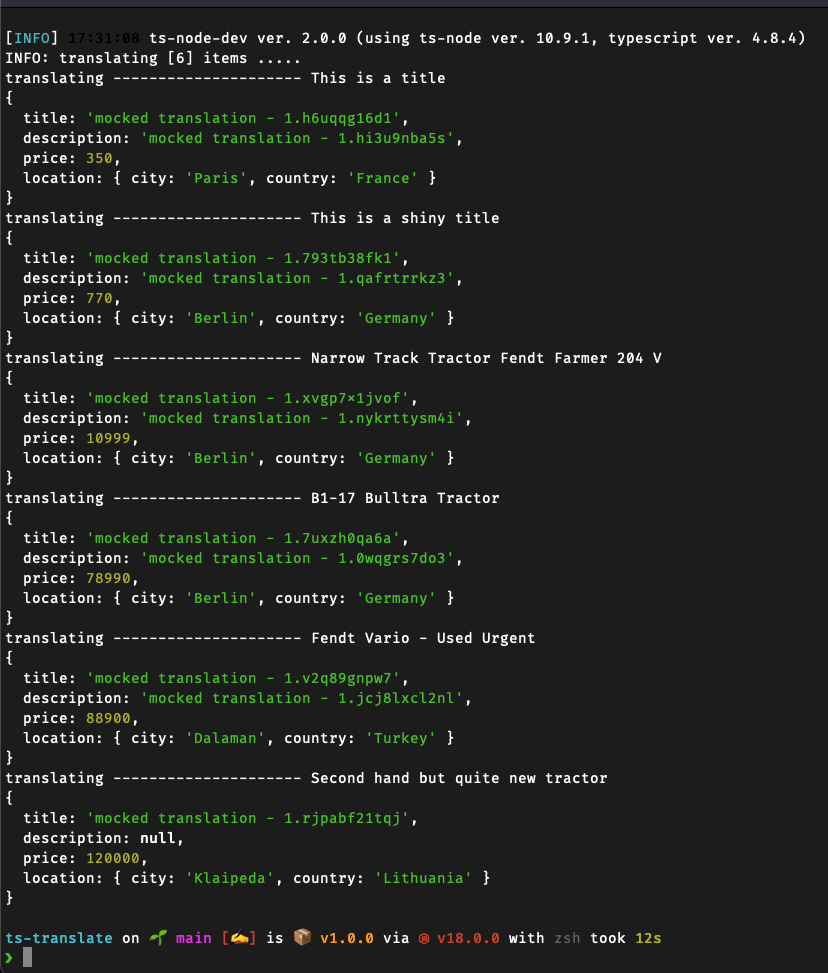 [INFO] 17:31:08 ts-node-dev ver. 2.0.0 (using ts-node ver. 10.9.1, typescript ver. 4.8.4)
INFO: translating [6] items .....
translating --------------------- This is a title
{
  title: 'mocked translation - 1.h6uqqg16d1',
  description: 'mocked translation - 1.hi3u9nba5s',
  price: 350,
  location: { city: 'Paris', country: 'France' }
}
translating --------------------- This is a shiny title
{
  title: 'mocked translation - 1.793tb38fk1',
  description: 'mocked translation - 1.qafrtrrkz3',
  price: 770,
  location: { city: 'Berlin', country: 'Germany' }
}
translating --------------------- Narrow Track Tractor Fendt Farmer 204 V
{
  title: 'mocked translation - 1.xvgp7×1jvof',
  description: 'mocked translation - 1.nykrttysm4i',
  price: 10999,
  location: { city: 'Berlin', country: 'Germany' }
}
translating --------------------- B1-17 Bulltra Tractor
{
  title: 'mocked translation - 1.7uxzh0qa6a',
  description: 'mocked translation - 1.0wqgrs7do3',
  price: 78990,
  location: { city: 'Berlin', country: 'Germany' }
}
translating --------------------- Fendt Vario - Used Urgent
{
  title: 'mocked translation - 1.v2q89gnpw7',
  description: 'mocked translation - 1.jcj8lxcl2nl',
  price: 88900,
  location: { city: 'Dalaman', country: 'Turkey' }
}
translating --------------------- Second hand but quite new tractor
{
  title: 'mocked translation - 1.rjpabf21tqj',
  description: null,
  price: 120000,
  location: { city: 'Klaipeda', country: 'Lithuania' }
}
ts-translate on 🌱 main [✍️] is 📦 v1.0.0 via ⬢ v18.0.0 with zsh took 12s
❯